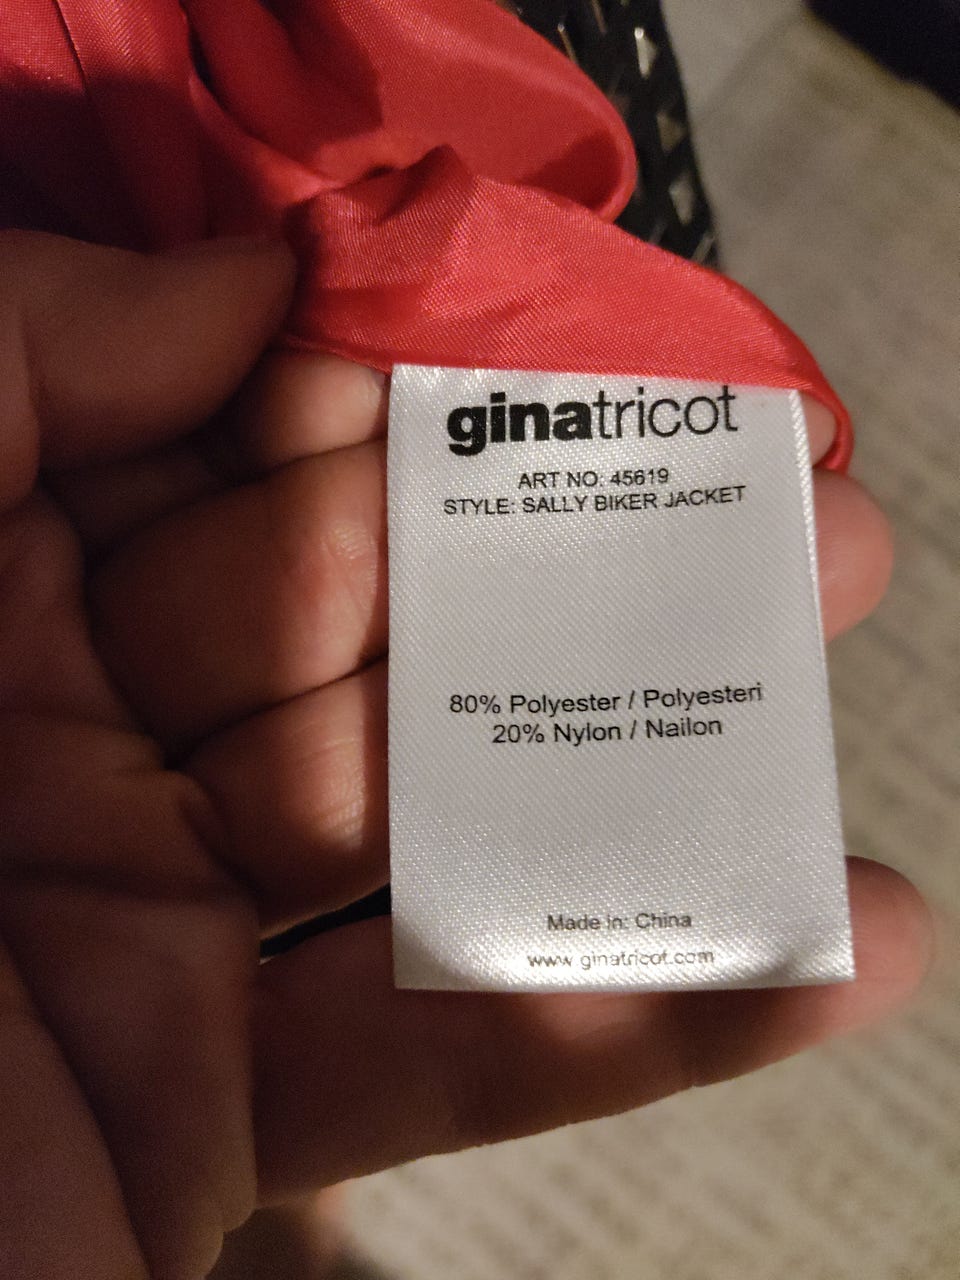 ginatricot
ART NO: 45619
STYLE: SALLY BIKER JACKET
80% Polyester / Polyesteri
20% Nylon / Nailon
Made in: China
www.ginatricot.com